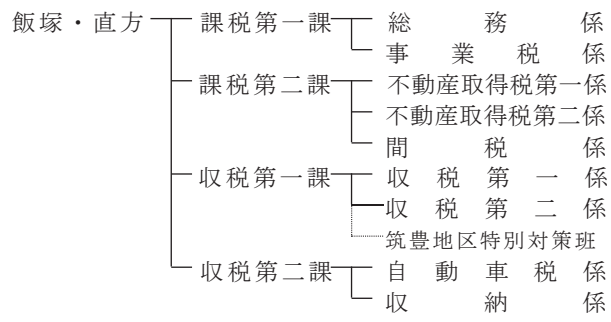 飯塚・直方 課税第一課 総務係
事業税係
課税第二課 不動産取得税第一係
不動産取得税第二係
間税係
収税第一課 収税第一係
収税第二係
筑豊地区特別対策班
収税第二課 自動車税係
収納係